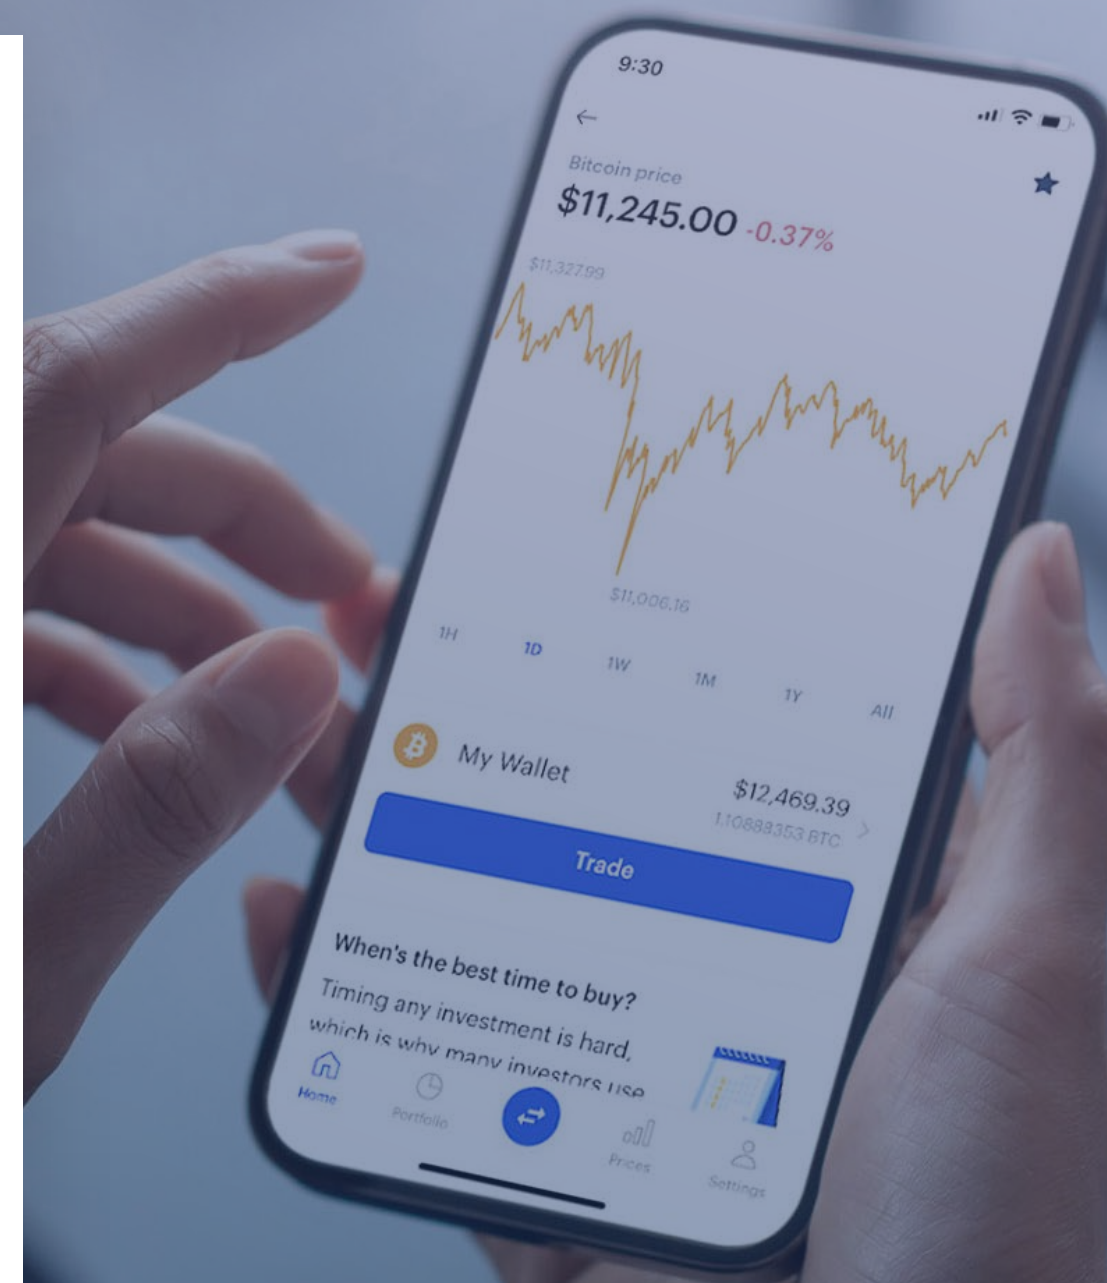 9:30
Bitcoin price
$11,245.00 -0.37%
$11,327.99
$11,006.16
1H 1D 1W 1M 1Y All
My Wallet
$12,469.39
1.10888353 BTC
Trade
When's the best time to buy?
Timing any investment is hard,
which is why many investors use
Home Portfolio Prices Settings